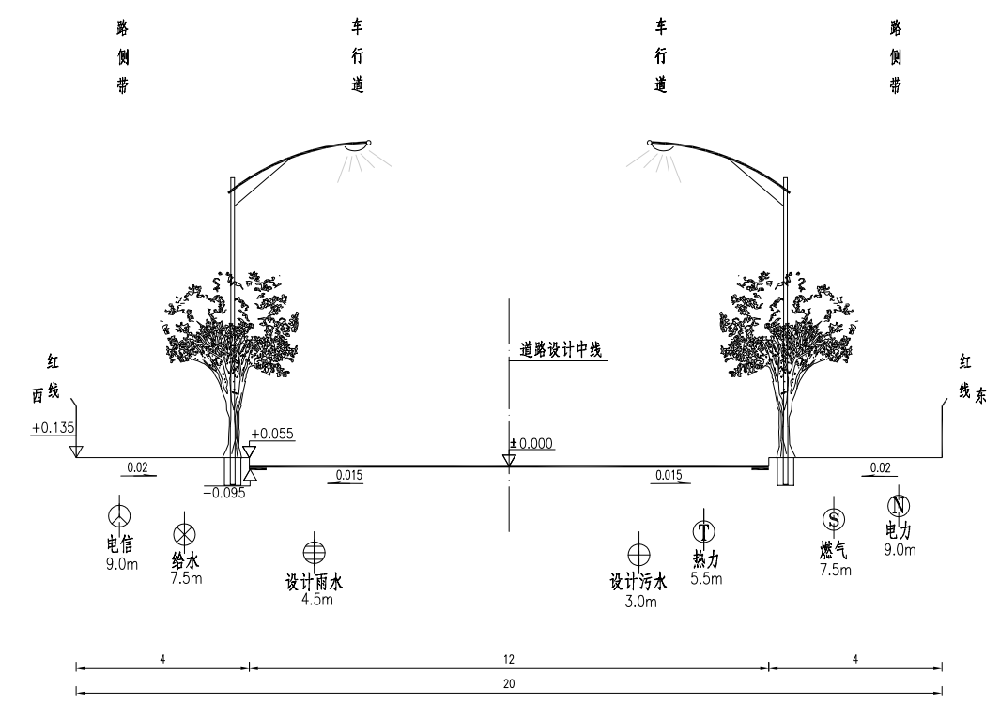 路侧带
车行道
车行道
路侧带
道路设计中线
红线
西
红线
东
+0.135
+0.055
±0.000
0.02
-0.095
0.015
0.015
0.02
电信
9.0m
给水
7.5m
设计雨水
4.5m
设计污水
3.0m
T
热力
5.5m
S
燃气
7.5m
N
电力
9.0m
4
12
4
20